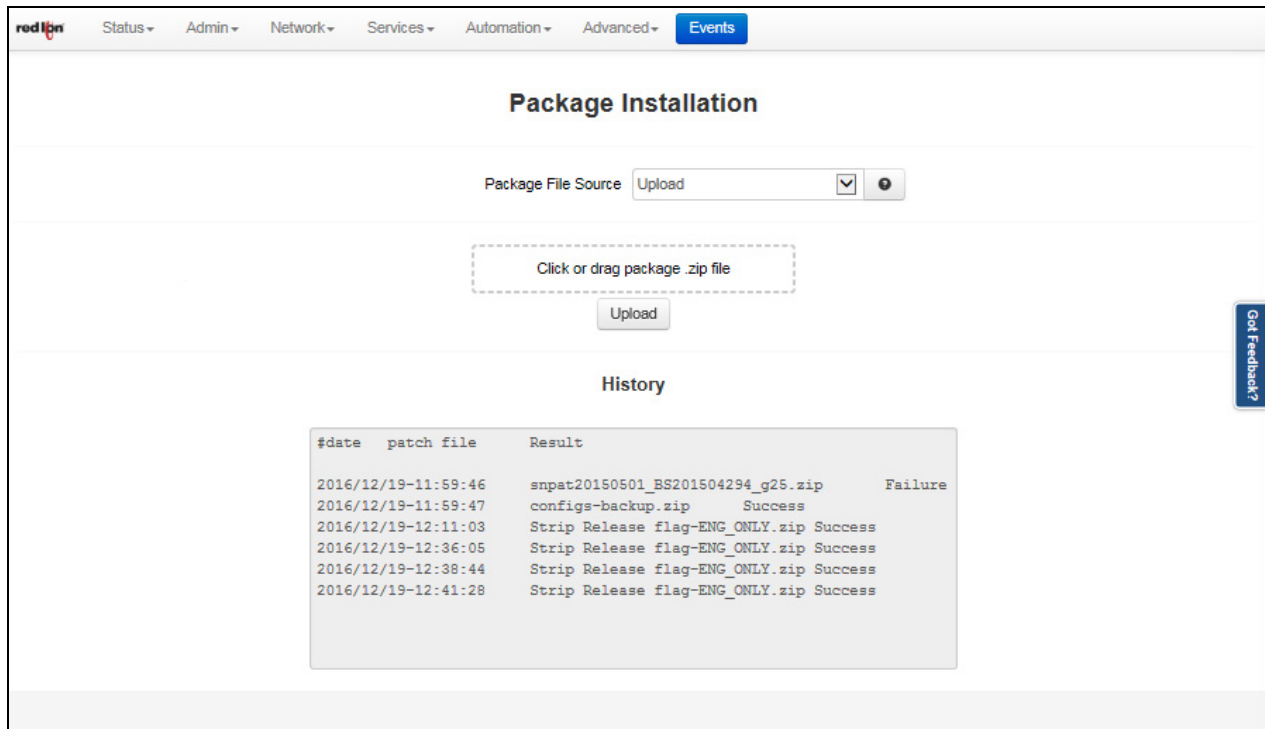 red lion Status Admin Network Services Automation Advanced Events
Package Installation
Package File Source Upload ?
Click or drag package .zip file
Upload
Got Feedback?
History
#date patch file Result
2016/12/19-11:59:46 snpat20150501_BS201504294_g25.zip Failure
2016/12/19-11:59:47 configs-backup.zip Success
2016/12/19-12:11:03 Strip Release flag-ENG_ONLY.zip Success
2016/12/19-12:36:05 Strip Release flag-ENG_ONLY.zip Success
2016/12/19-12:38:44 Strip Release flag-ENG_ONLY.zip Success
2016/12/19-12:41:28 Strip Release flag-ENG_ONLY.zip Success